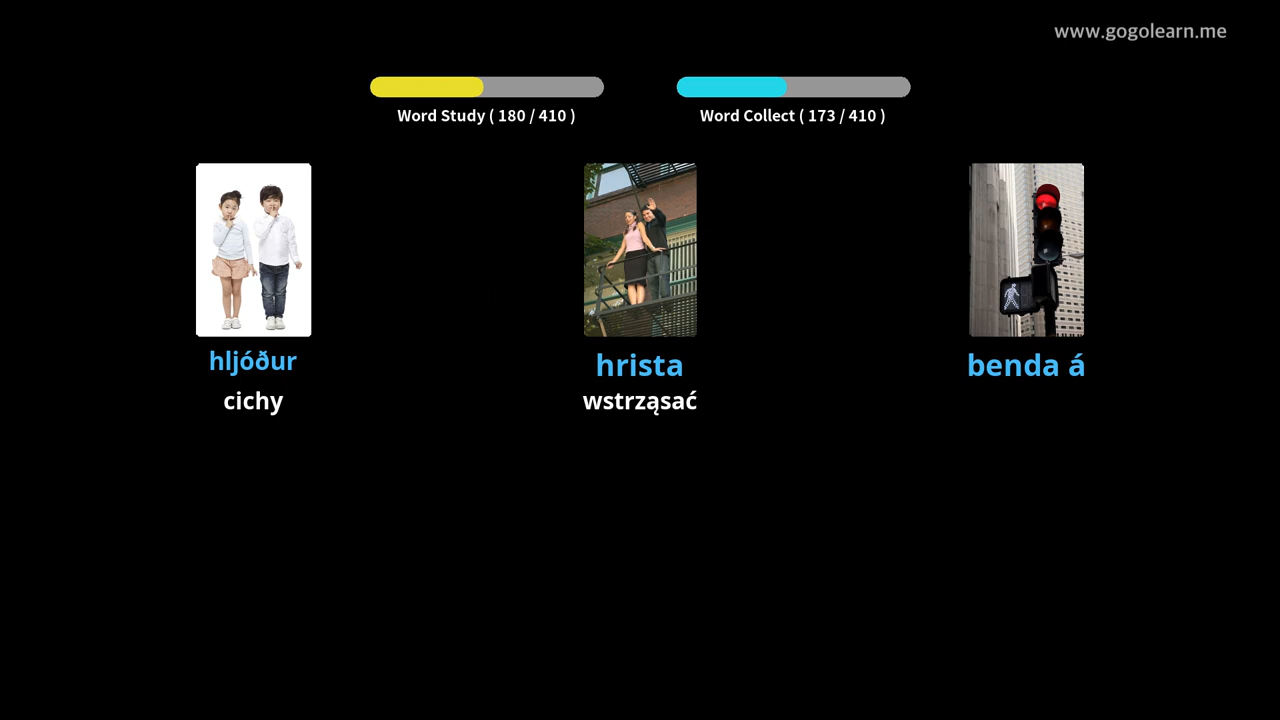 www.gogolearn.me
Word Study ( 180 / 410 )
Word Collect ( 173 / 410 )
hljóður
cichy
hrista
wstrząsać
benda á